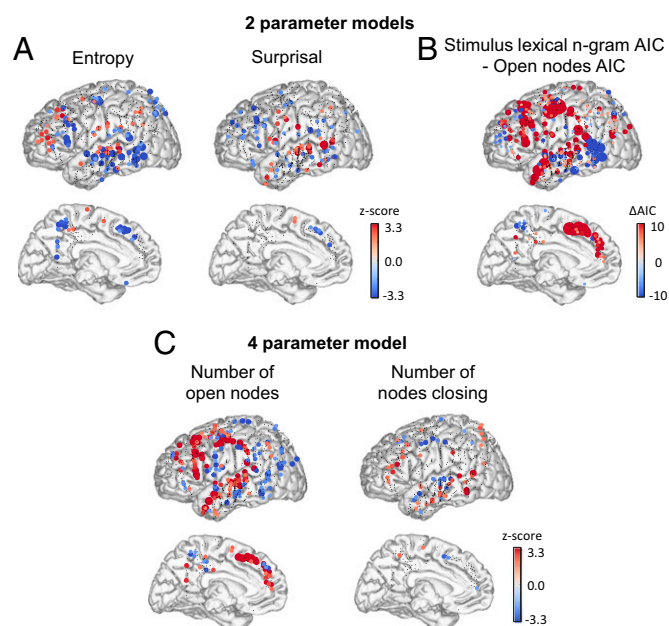 2 parameter models
A
Entropy
Surprisal
z-score
3.3
0.0
-3.3
B
Stimulus lexical n-gram AIC
- Open nodes AIC
ΔAIC
10
0
-10
C
4 parameter model
Number of
open nodes
Number of
nodes closing
z-score
3.3
0.0
-3.3